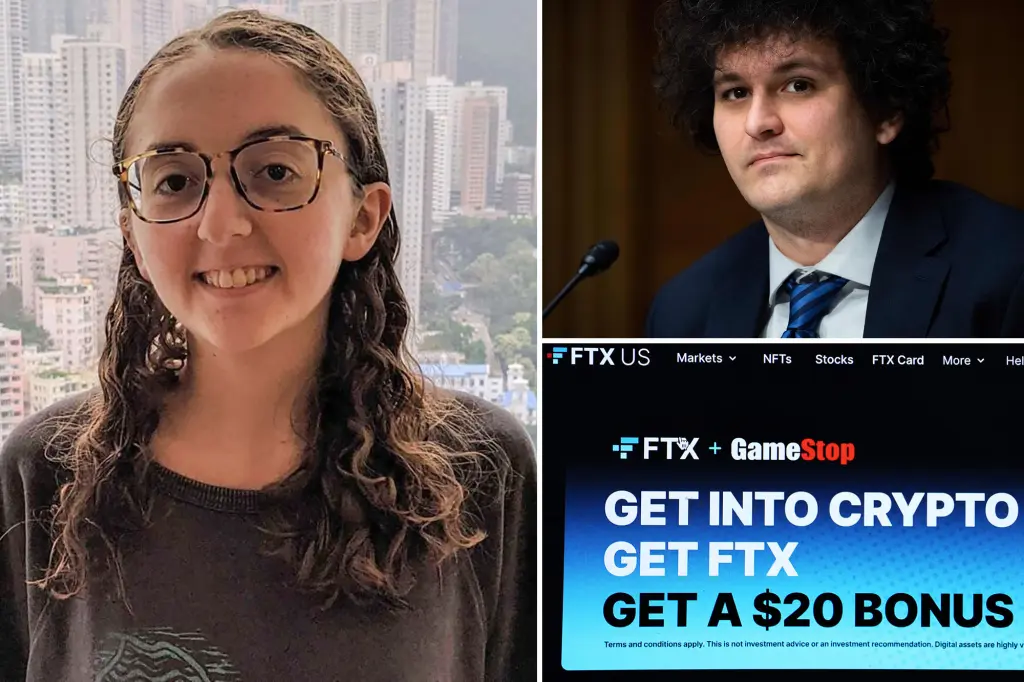 FTX US Markets NFTs Stocks FTX Card More
FTX + GameStop
GET INTO CRYPTO
GET FTX
GET A $20 BONUS
Terms and conditions apply. This is not investment advice or an investment recommendation. Digital assets are highly